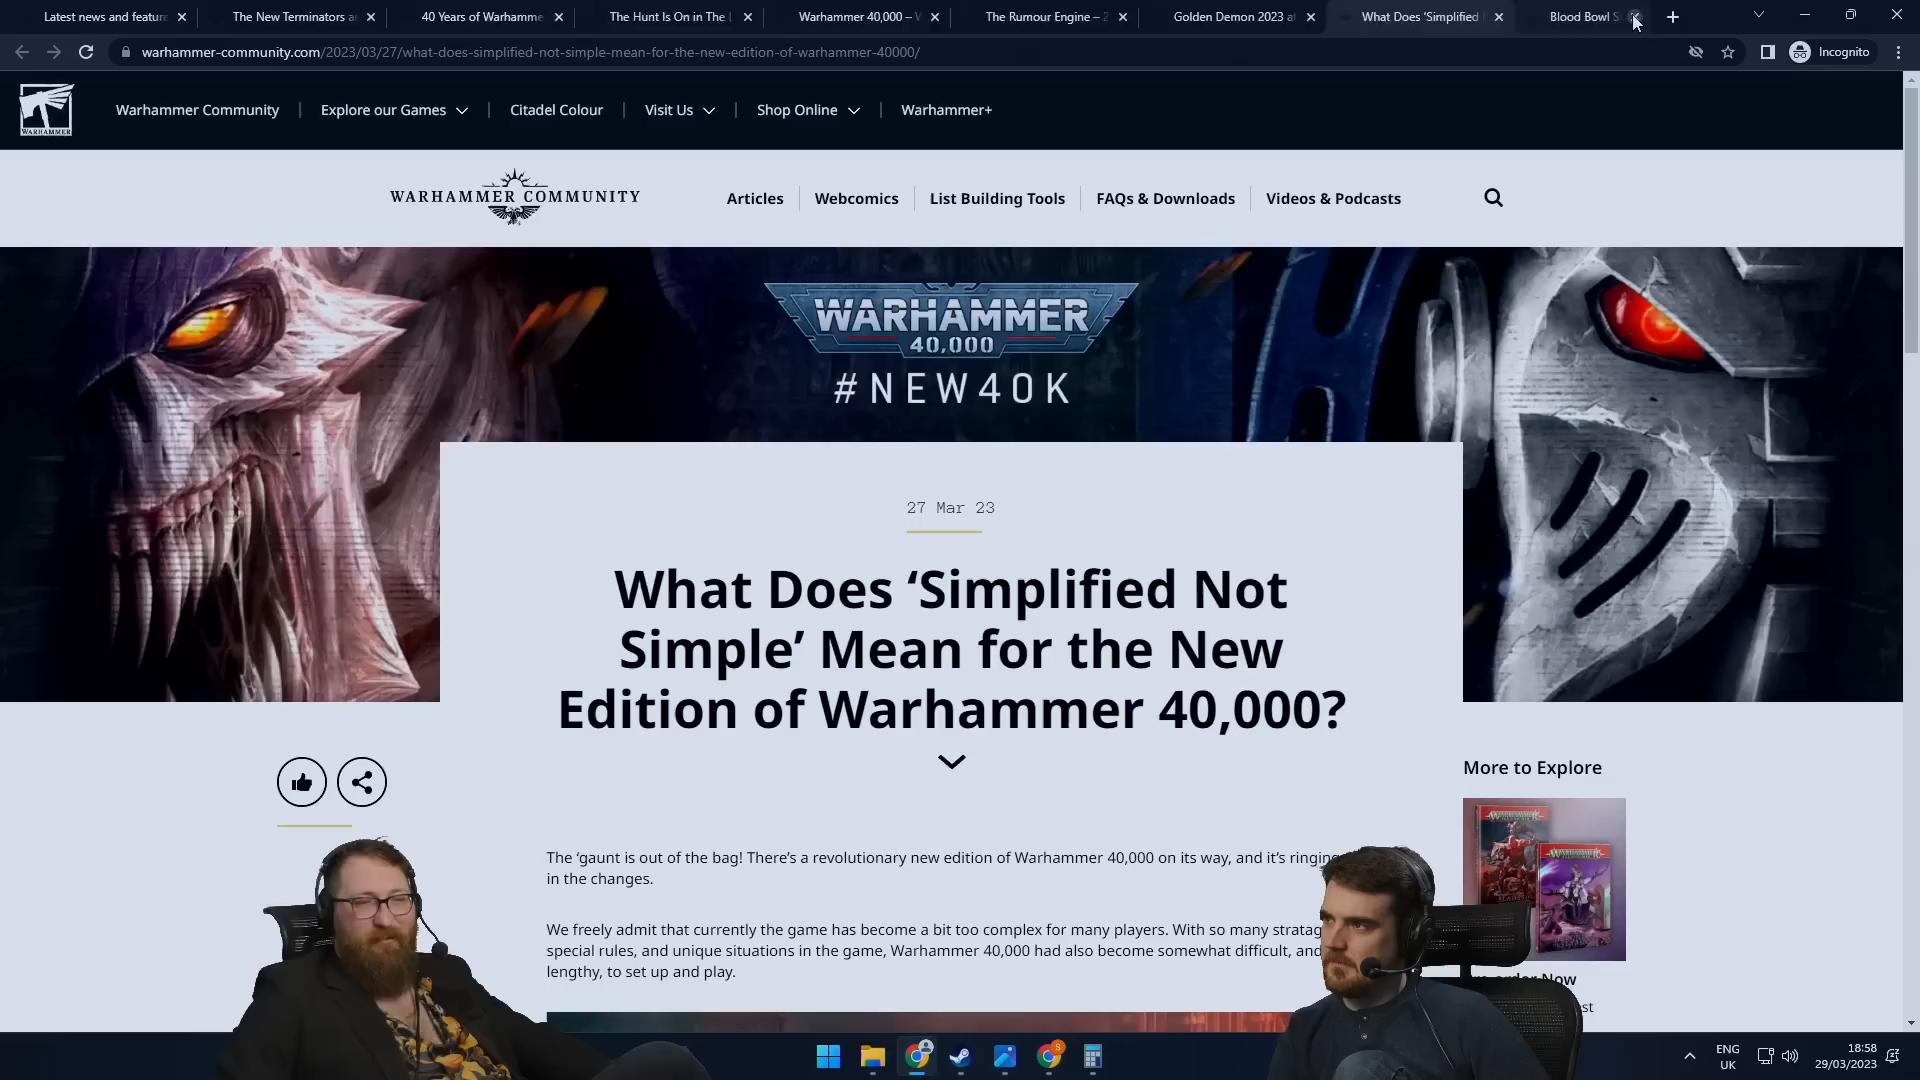 Latest news and featur
The New Terminators a
40 Years of Warhamme
The Hunt Is On in The
Warhammer 40,000 –
The Rumour Engine – 2
Golden Demon 2023 a
What Does ‘Simplified
Blood Bowl
warhammer-community.com/2023/03/27/what-does-simplified-not-simple-mean-for-the-new-edition-of-warhammer-40000/
Incognito
WARHAMMER
Warhammer Community
Explore our Games
Citadel Colour
Visit Us
Shop Online
Warhammer+
WARHAMMER COMMUNITY
Articles
Webcomics
List Building Tools
FAQs & Downloads
Videos & Podcasts
WARHAMMER
40,000
#NEW40K
27 Mar 23
What Does ‘Simplified Not
Simple’ Mean for the New
Edition of Warhammer 40,000?
More to Explore
The ‘gaunt is out of the bag! There’s a revolutionary new edition of Warhammer 40,000 on its way, and it’s ringing
in the changes.
We freely admit that currently the game has become a bit too complex for many players. With so many stratag
special rules, and unique situations in the game, Warhammer 40,000 had also become somewhat difficult, and
lengthy, to set up and play.
WARHAMMER
WARHAMMER
Now
st
ENG
UK
18:58
29/03/2023